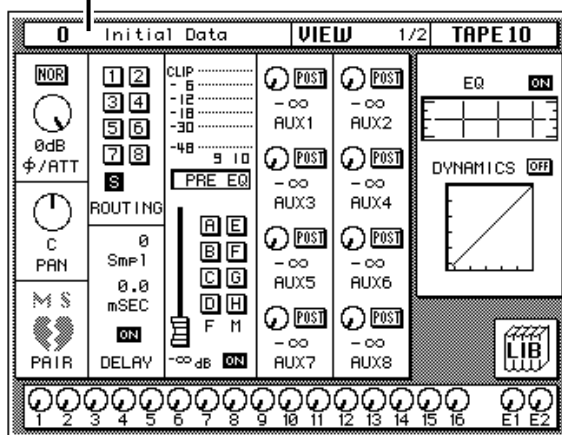 0 Initial Data VIEW 1/2 TAPE 10
NOR
0dB
ϕ/ATT
C
PAN
M S
PAIR
1 2
3 4
5 6
7 8
S
ROUTING
0
Smpl
0.0
mSEC
ON
DELAY
CLIP
- 6
-12
-18
-30
-48
9 10
PRE EQ
A E
B F
C G
D H
F M
-∞ dB ON
POST POST
-∞ -∞
AUX1 AUX2
POST POST
-∞ -∞
AUX3 AUX4
POST POST
-∞ -∞
AUX5 AUX6
POST POST
-∞ -∞
AUX7 AUX8
EQ ON
DYNAMICS OFF
LIB
1 2 3 4 5 6 7 8 9 10 11 12 13 14 15 16 E1 E2